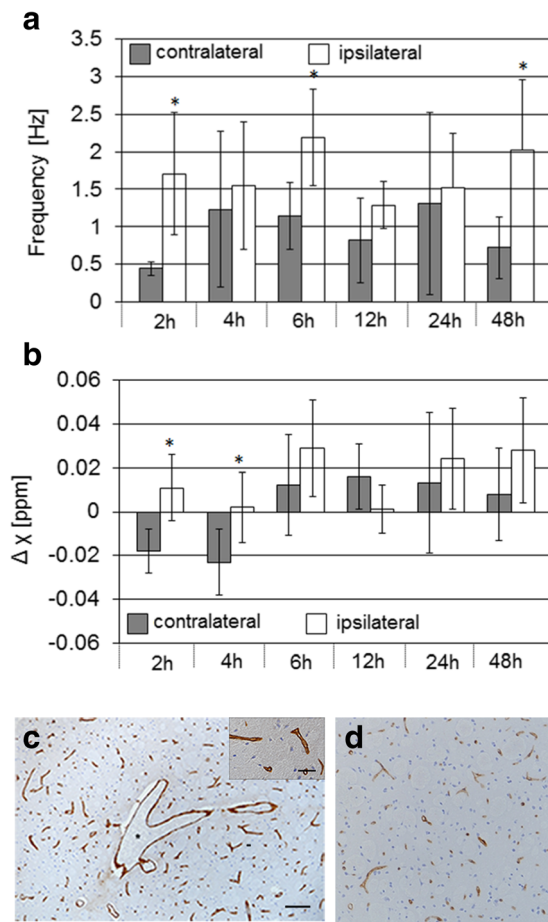 a
Frequency [Hz]
3.5
3
2.5
2
1.5
1
0.5
0
contralateral ipsilateral
* * *
2h 4h 6h 12h 24h 48h
b
Δ χ [ppm]
0.06
0.04
0.02
0
-0.02
-0.04
-0.06
* *
contralateral ipsilateral
2h 4h 6h 12h 24h 48h
c d
*